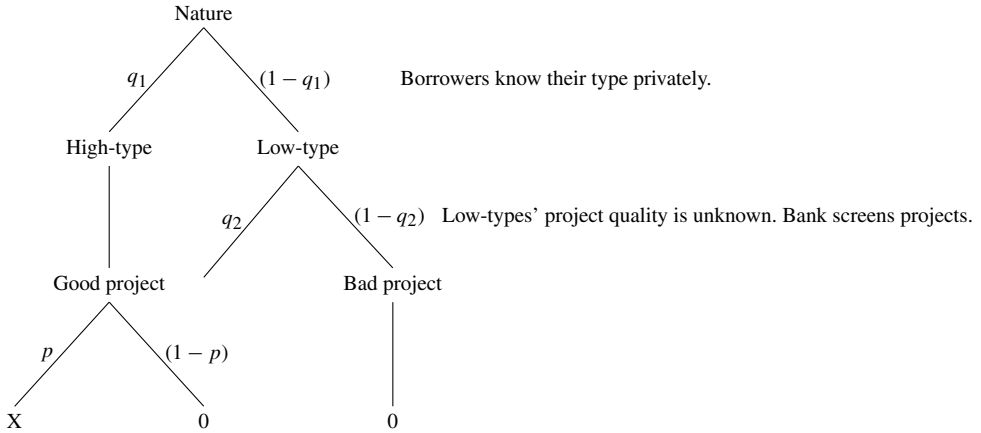 Nature
q₁ (1 − q₁) Borrowers know their type privately.
High-type Low-type
q₂ (1 − q₂) Low-types’ project quality is unknown. Bank screens projects.
Good project Bad project
p (1 − p)
X 0 0